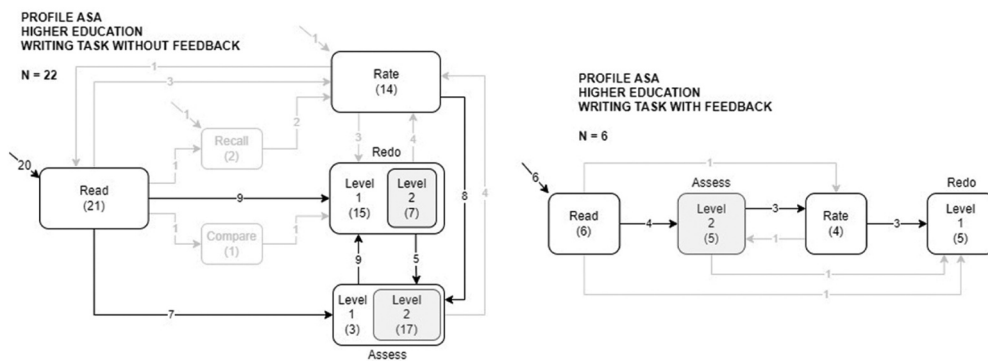 PROFILE ASA
HIGHER EDUCATION
WRITING TASK WITHOUT FEEDBACK
N = 22
1
Rate
(14)
1
3
1
Recall
(2)
2
1
3
4
Redo
20
Read
(21)
9
Level
1
(15)
Level
2
(7)
8
4
1
Compare
(1)
1
9
5
7
Level
1
(3)
Level
2
(17)
Assess
PROFILE ASA
HIGHER EDUCATION
WRITING TASK WITH FEEDBACK
N = 6
1
6
Read
(6)
4
Assess
Level
2
(5)
3
1
Rate
(4)
3
Redo
Level
1
(5)
1
1